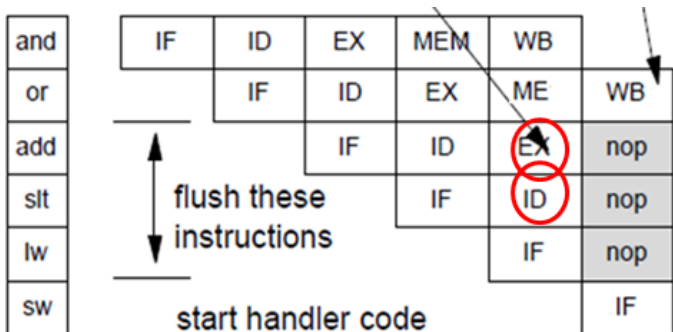 and IF ID EX MEM WB
or IF ID EX ME WB
add IF ID EX nop
slt flush these IF ID nop
lw instructions IF nop
sw start handler code IF